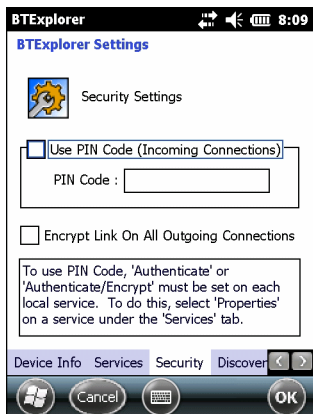 BTExplorer 8:09
BTExplorer Settings
Security Settings
Use PIN Code (Incoming Connections)
PIN Code :
Encrypt Link On All Outgoing Connections
To use PIN Code, 'Authenticate' or
'Authenticate/Encrypt' must be set on each
local service. To do this, select 'Properties'
on a service under the 'Services' tab.
Device Info Services Security Discover
Cancel OK